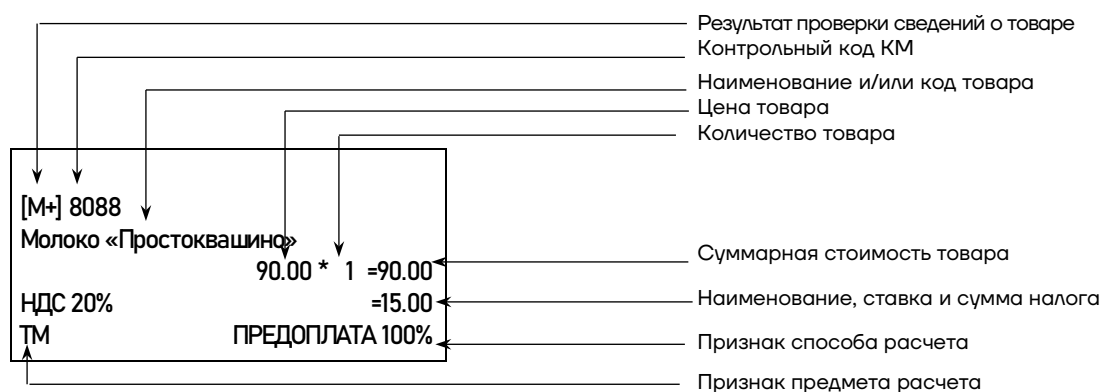 Результат проверки сведений о товаре
Контрольный код КМ
Наименование и/или код товара
Цена товара
Количество товара
[М+] 8088
Молоко «Простоквашино»
90.00 * 1 =90.00
Суммарная стоимость товара
НДС 20% =15.00
Наименование, ставка и сумма налога
ТМ ПРЕДОПЛАТА 100%
Признак способа расчета
Признак предмета расчета